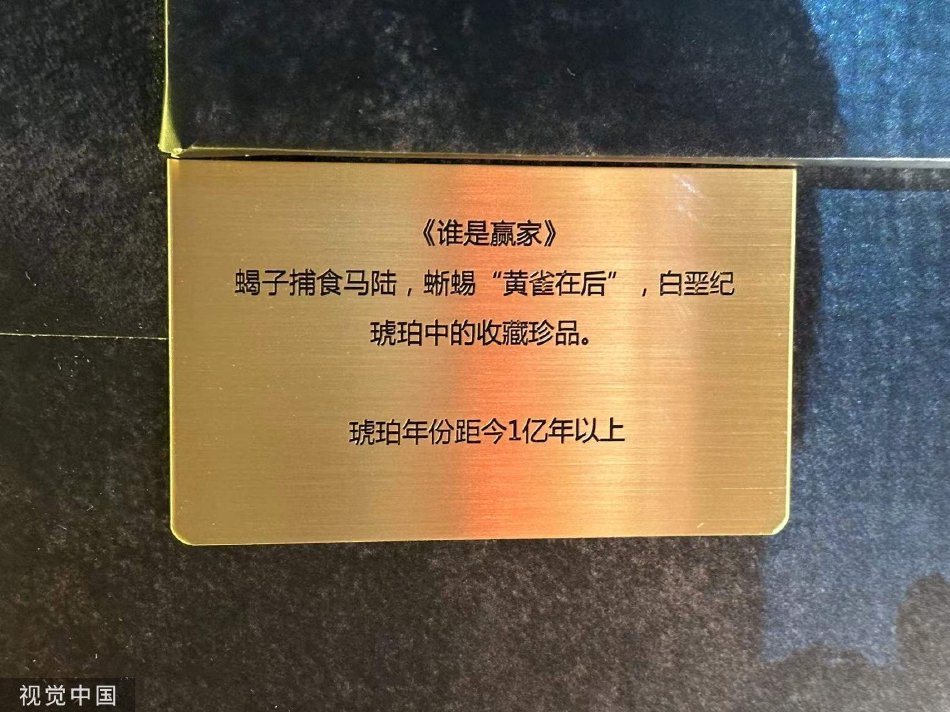 《谁是赢家》
蝎子捕食马陆，蜥蜴“黄雀在后”，白垩纪
琥珀中的收藏珍品。
琥珀年份距今1亿年以上
视觉中国